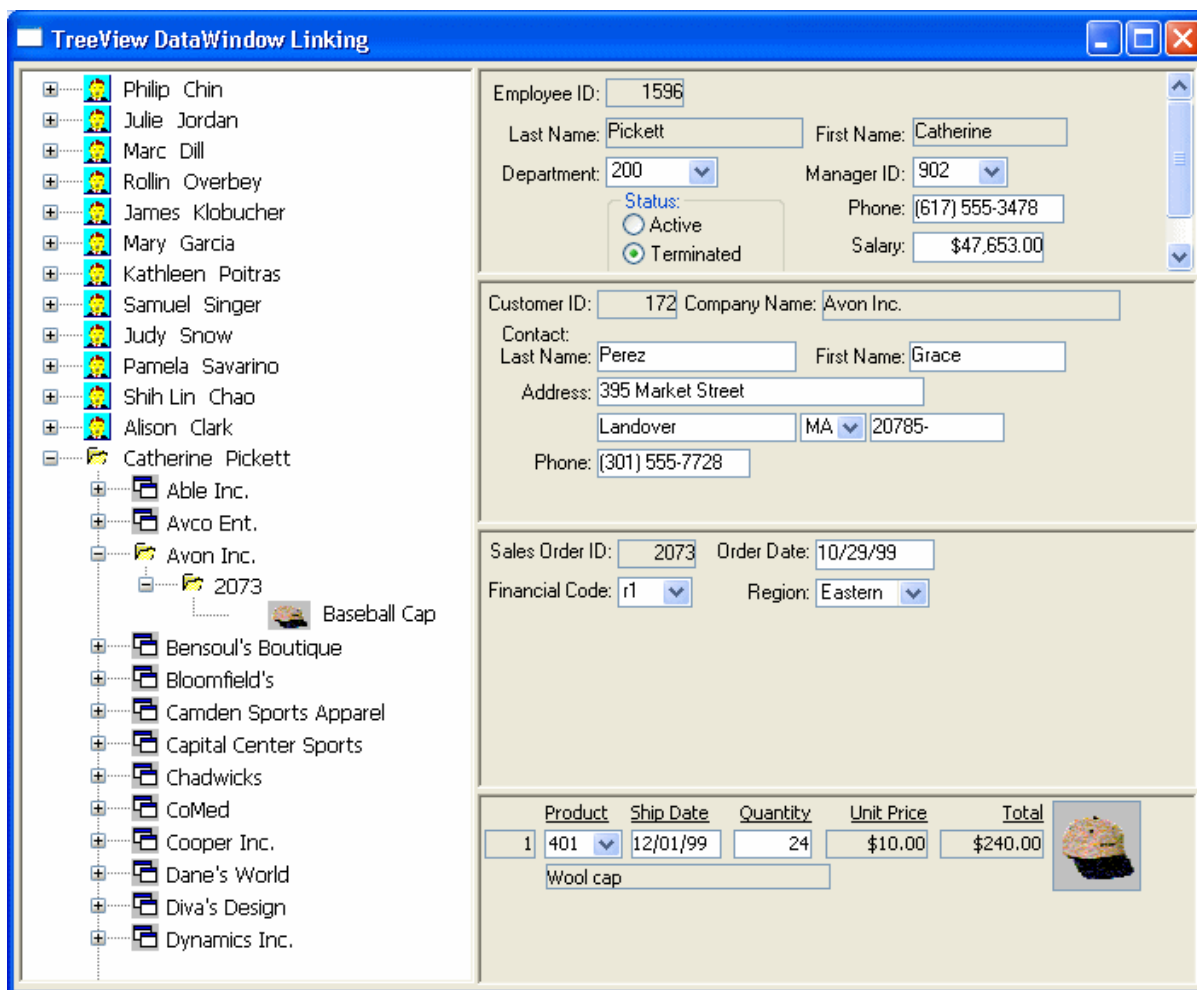 TreeView DataWindow Linking
Philip Chin
Julie Jordan
Marc Dill
Rollin Overbey
James Klobucher
Mary Garcia
Kathleen Poitras
Samuel Singer
Judy Snow
Pamela Savarino
Shih Lin Chao
Alison Clark
Catherine Pickett
Able Inc.
Avco Ent.
Avon Inc.
2073
Baseball Cap
Bensoul's Boutique
Bloomfield's
Camden Sports Apparel
Capital Center Sports
Chadwicks
CoMed
Cooper Inc.
Dane's World
Diva's Design
Dynamics Inc.
Employee ID: 1596
Last Name: Pickett First Name: Catherine
Department: 200 Manager ID: 902
Status: Phone: (617) 555-3478
Active
Terminated Salary: $47,653.00
Customer ID: 172 Company Name: Avon Inc.
Contact:
Last Name: Perez First Name: Grace
Address: 395 Market Street
Landover MA 20785-
Phone: (301) 555-7728
Sales Order ID: 2073 Order Date: 10/29/99
Financial Code: r1 Region: Eastern
Product Ship Date Quantity Unit Price Total
1 401 12/01/99 24 $10.00 $240.00
Wool cap